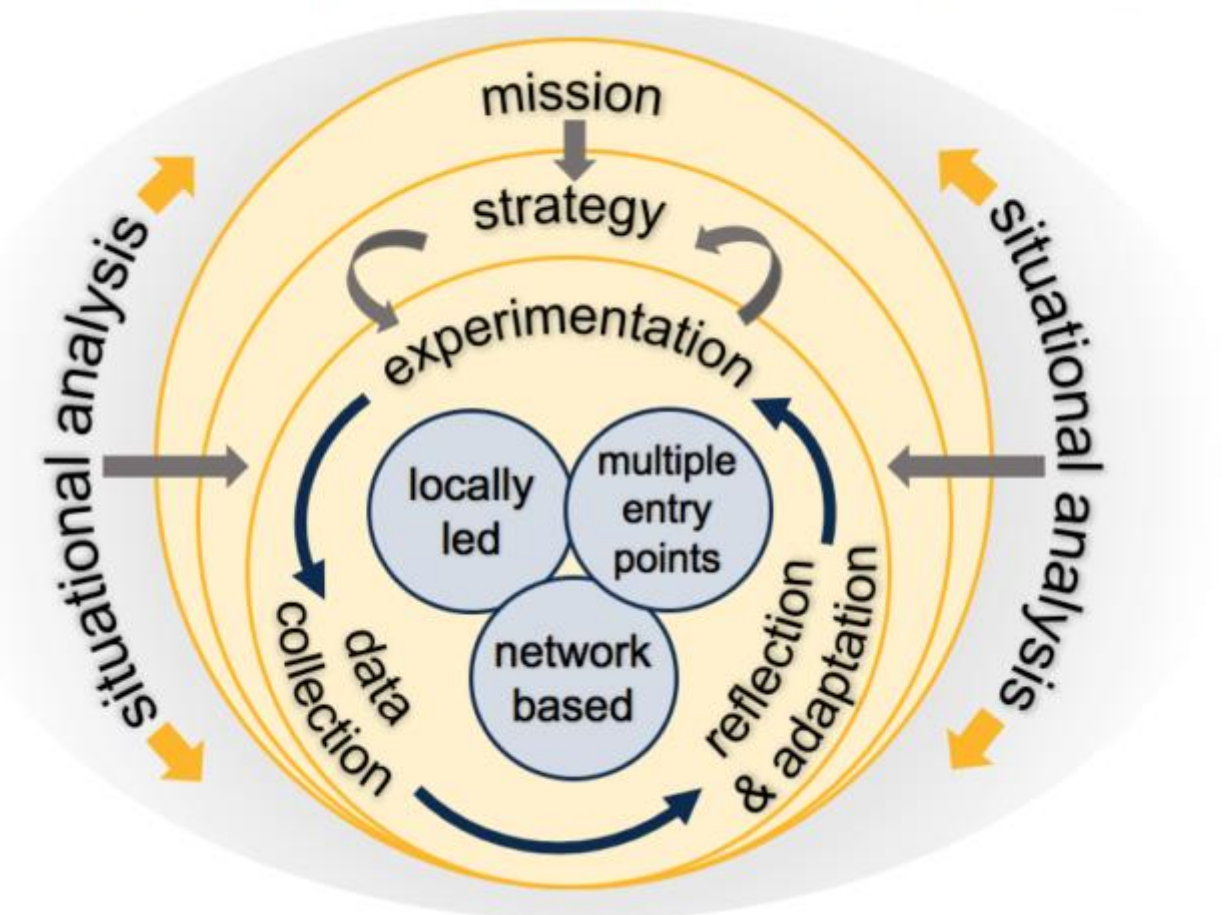 mission
strategy
experimentation
situational analysis
situational analysis
locally
led
multiple
entry
points
network
based
data
collection
reflection
& adaptation